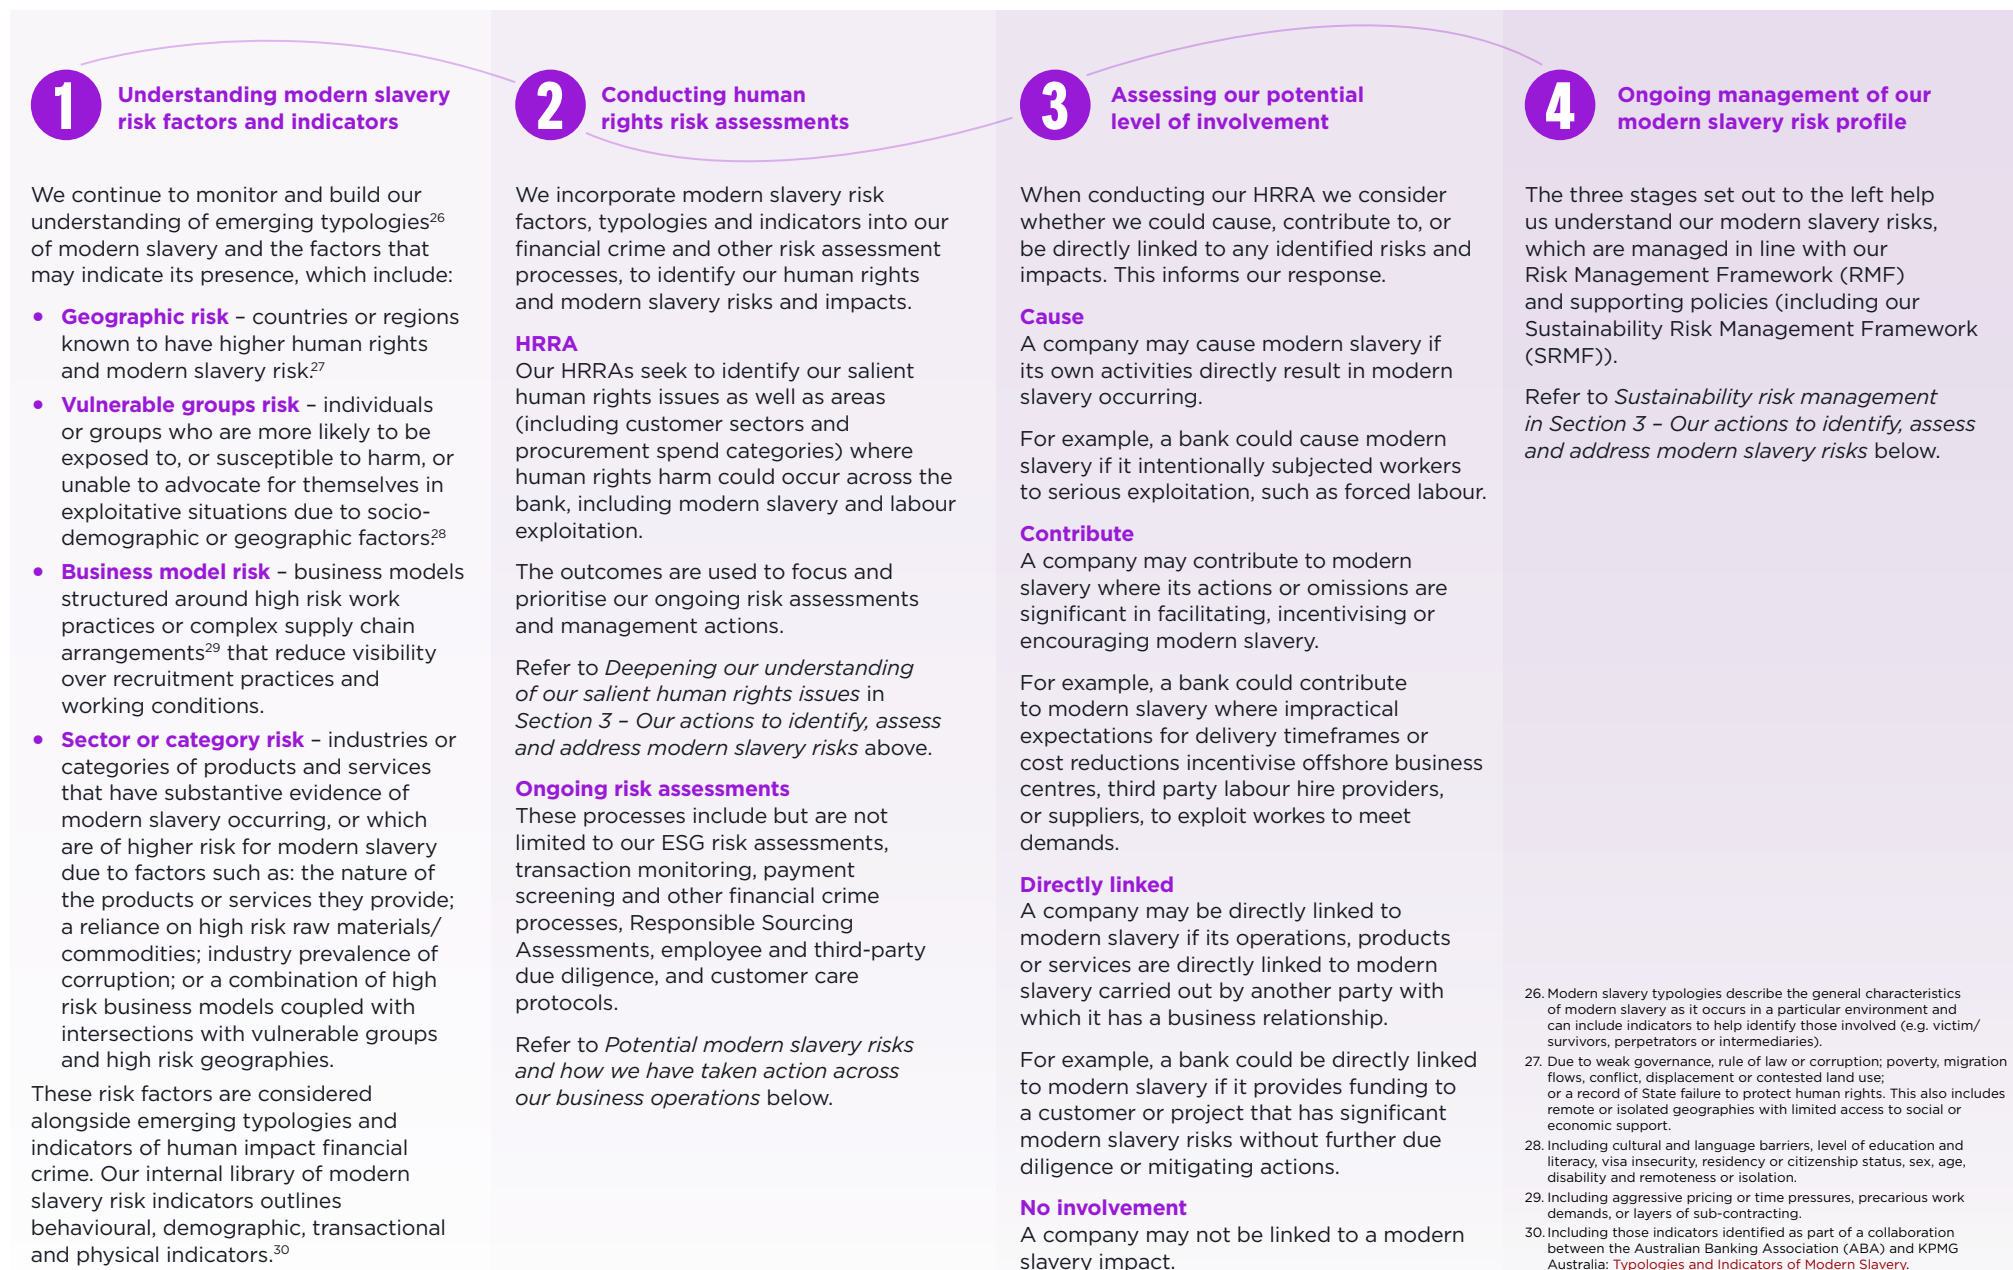 1
Understanding modern slavery
risk factors and indicators
We continue to monitor and build our
understanding of emerging typologies26
of modern slavery and the factors that
may indicate its presence, which include:
• Geographic risk – countries or regions
known to have higher human rights
and modern slavery risk.27
• Vulnerable groups risk – individuals
or groups who are more likely to be
exposed to, or susceptible to harm, or
unable to advocate for themselves in
exploitative situations due to socio-
demographic or geographic factors.28
• Business model risk – business models
structured around high risk work
practices or complex supply chain
arrangements29 that reduce visibility
over recruitment practices and
working conditions.
• Sector or category risk – industries or
categories of products and services
that have substantive evidence of
modern slavery occurring, or which
are of higher risk for modern slavery
due to factors such as: the nature of
the products or services they provide;
a reliance on high risk raw materials/
commodities; industry prevalence of
corruption; or a combination of high
risk business models coupled with
intersections with vulnerable groups
and high risk geographies.
These risk factors are considered
alongside emerging typologies and
indicators of human impact financial
crime. Our internal library of modern
slavery risk indicators outlines
behavioural, demographic, transactional
and physical indicators.30
2
Conducting human
rights risk assessments
We incorporate modern slavery risk
factors, typologies and indicators into our
financial crime and other risk assessment
processes, to identify our human rights
and modern slavery risks and impacts.
HRRA
Our HRRAs seek to identify our salient
human rights issues as well as areas
(including customer sectors and
procurement spend categories) where
human rights harm could occur across the
bank, including modern slavery and labour
exploitation.
The outcomes are used to focus and
prioritise our ongoing risk assessments
and management actions.
Refer to Deepening our understanding
of our salient human rights issues in
Section 3 – Our actions to identify, assess
and address modern slavery risks above.
Ongoing risk assessments
These processes include but are not
limited to our ESG risk assessments,
transaction monitoring, payment
screening and other financial crime
processes, Responsible Sourcing
Assessments, employee and third-party
due diligence, and customer care
protocols.
Refer to Potential modern slavery risks
and how we have taken action across
our business operations below.
3
Assessing our potential
level of involvement
When conducting our HRRA we consider
whether we could cause, contribute to, or
be directly linked to any identified risks and
impacts. This informs our response.
Cause
A company may cause modern slavery if
its own activities directly result in modern
slavery occurring.
For example, a bank could cause modern
slavery if it intentionally subjected workers
to serious exploitation, such as forced labour.
Contribute
A company may contribute to modern
slavery where its actions or omissions are
significant in facilitating, incentivising or
encouraging modern slavery.
For example, a bank could contribute
to modern slavery where impractical
expectations for delivery timeframes or
cost reductions incentivise offshore business
centres, third party labour hire providers,
or suppliers, to exploit workes to meet
demands.
Directly linked
A company may be directly linked to
modern slavery if its operations, products
or services are directly linked to modern
slavery carried out by another party with
which it has a business relationship.
For example, a bank could be directly linked
to modern slavery if it provides funding to
a customer or project that has significant
modern slavery risks without further due
diligence or mitigating actions.
No involvement
A company may not be linked to a modern
slavery impact.
4
Ongoing management of our
modern slavery risk profile
The three stages set out to the left help
us understand our modern slavery risks,
which are managed in line with our
Risk Management Framework (RMF)
and supporting policies (including our
Sustainability Risk Management Framework
(SRMF)).
Refer to Sustainability risk management
in Section 3 – Our actions to identify, assess
and address modern slavery risks below.
26. Modern slavery typologies describe the general characteristics
of modern slavery as it occurs in a particular environment and
can include indicators to help identify those involved (e.g. victim/
survivors, perpetrators or intermediaries).
27. Due to weak governance, rule of law or corruption; poverty, migration
flows, conflict, displacement or contested land use;
or a record of State failure to protect human rights. This also includes
remote or isolated geographies with limited access to social or
economic support.
28. Including cultural and language barriers, level of education and
literacy, visa insecurity, residency or citizenship status, sex, age,
disability and remoteness or isolation.
29. Including aggressive pricing or time pressures, precarious work
demands, or layers of sub-contracting.
30. Including those indicators identified as part of a collaboration
between the Australian Banking Association (ABA) and KPMG
Australia: Typologies and Indicators of Modern Slavery.